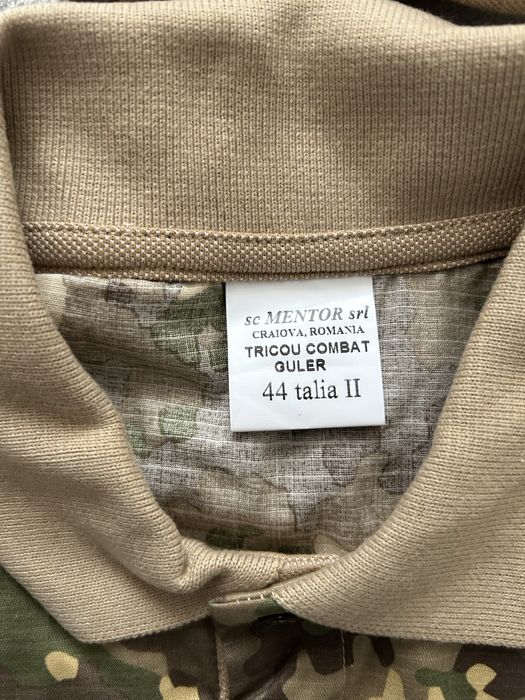 sc MENTOR srl
CRAIOVA, ROMANIA
TRICOU COMBAT
GULER
44 talia II